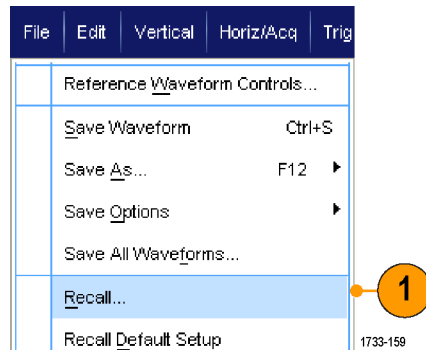 File Edit Vertical Horiz/Acq Trig
Reference Waveform Controls...
Save Waveform Ctrl+S
Save As... F12
Save Options
Save All Waveforms...
Recall... 1
Recall Default Setup 1733-159